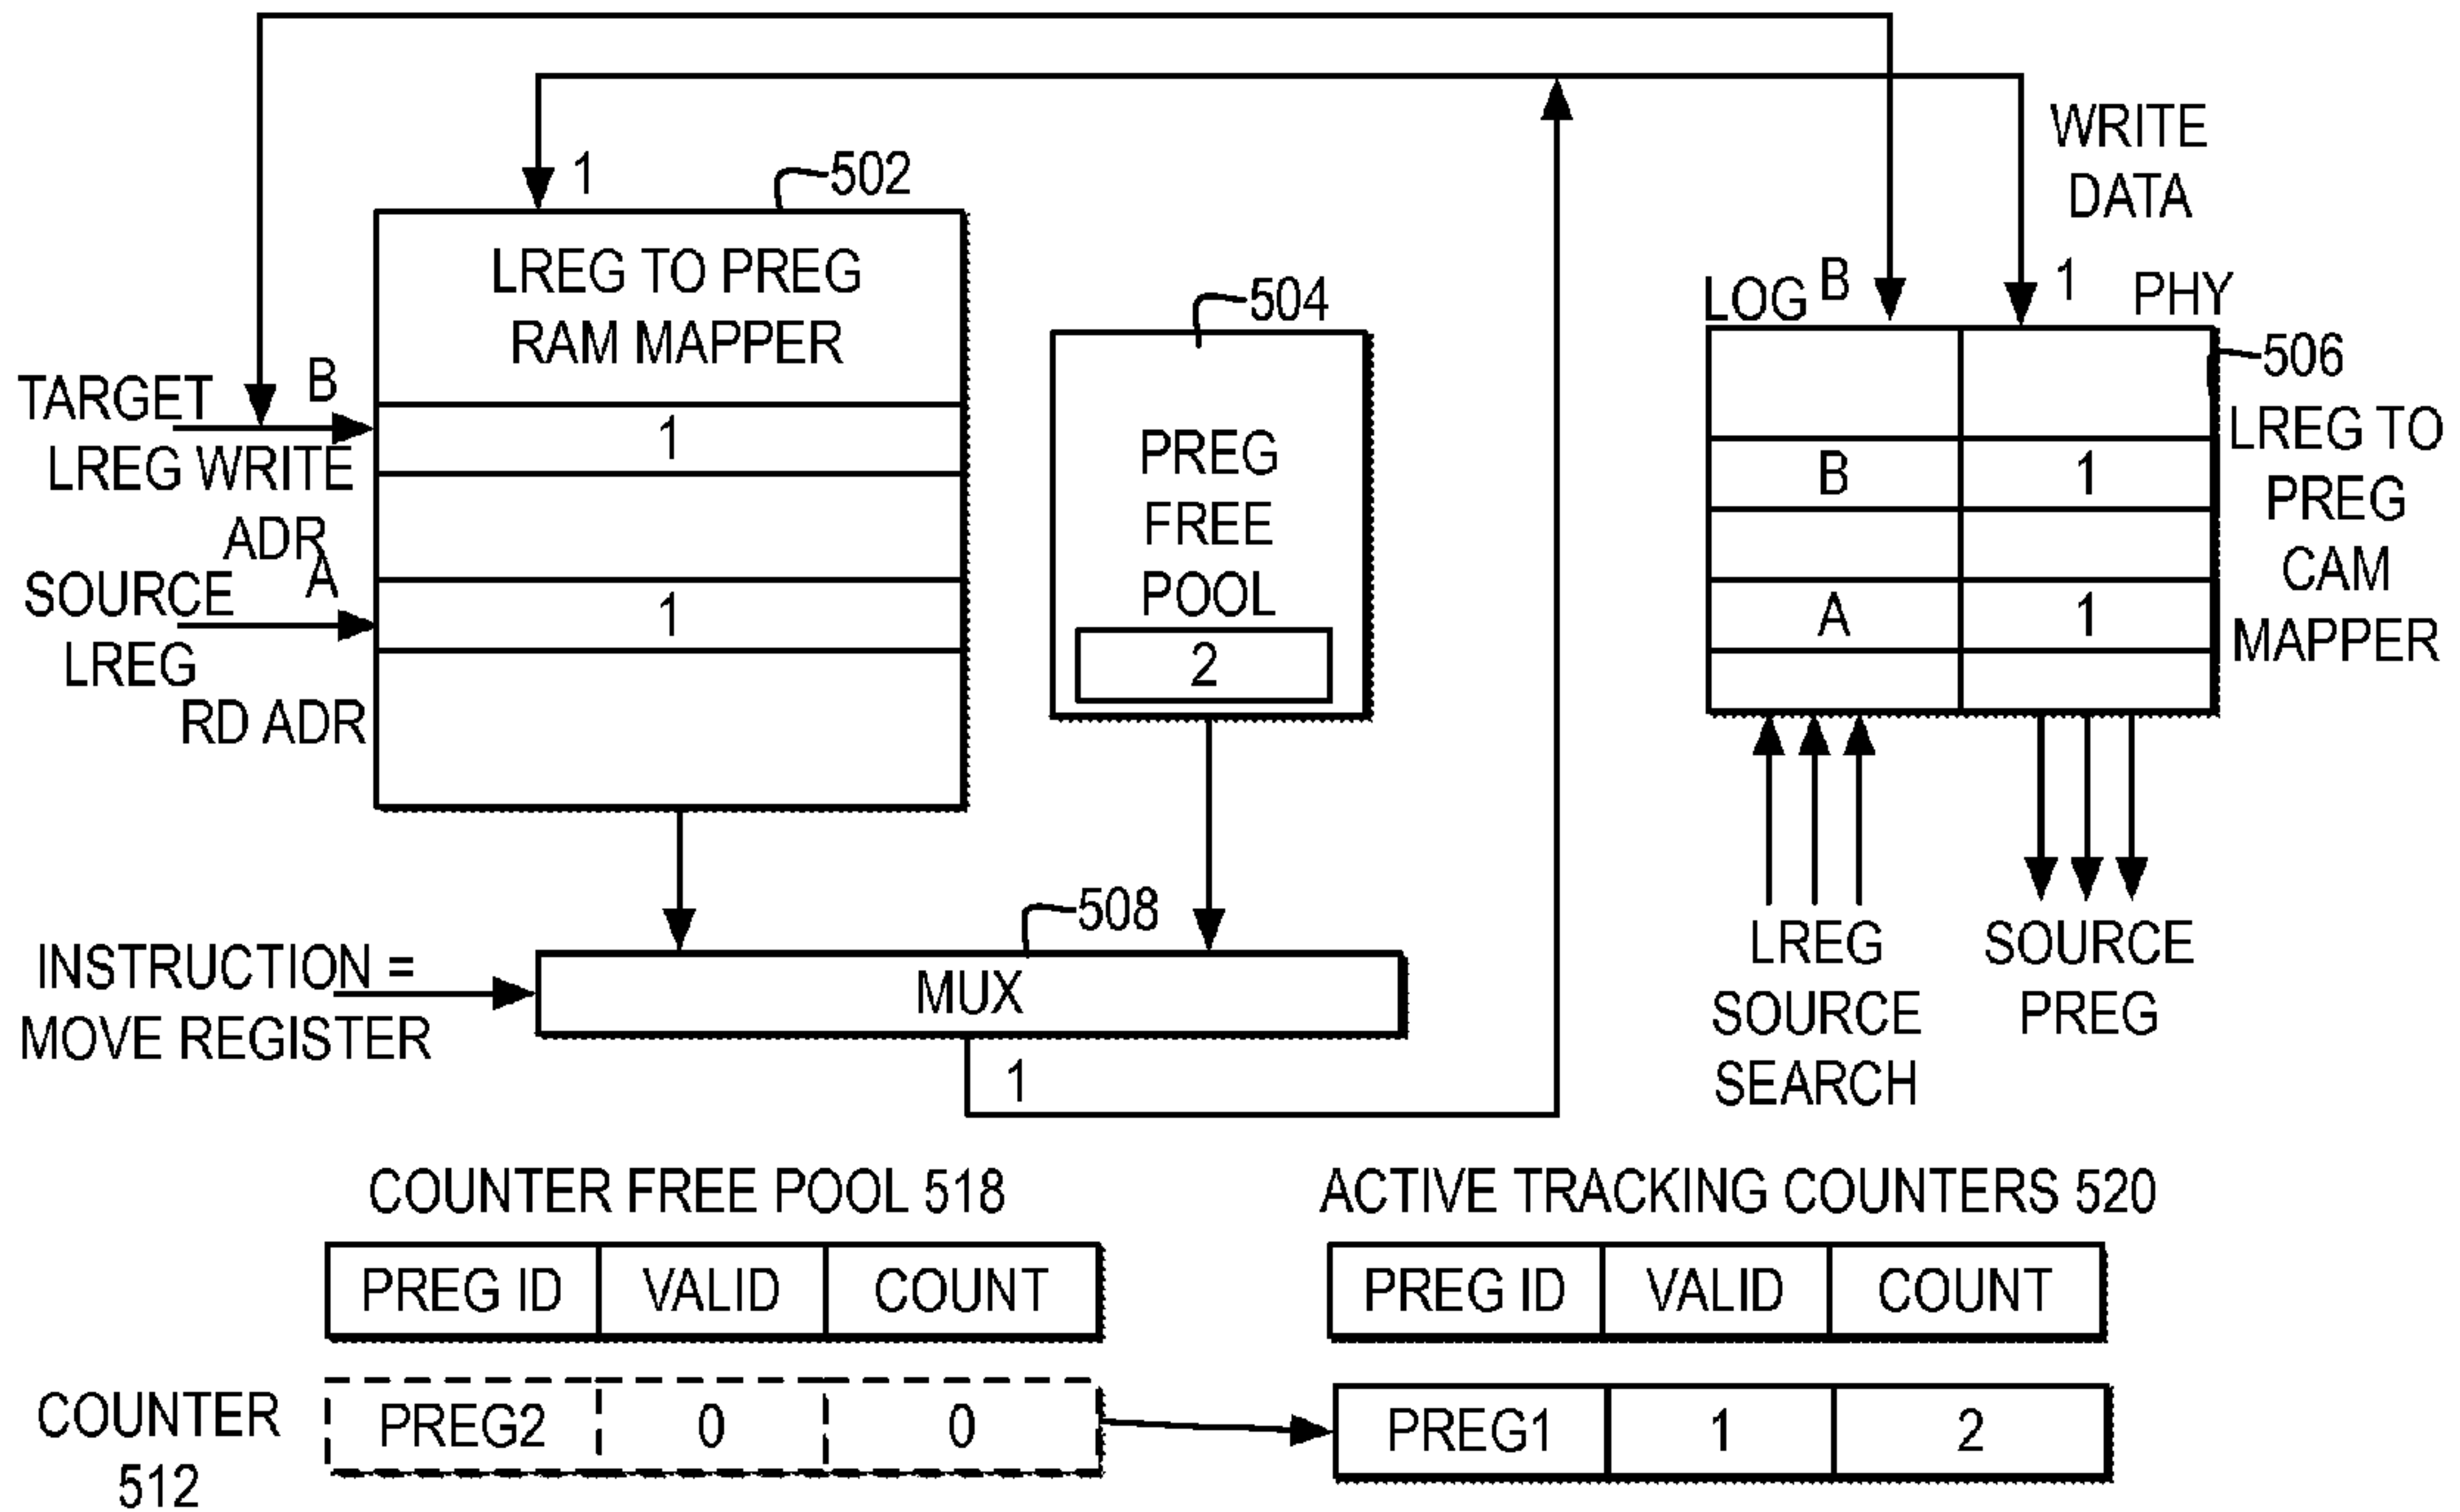 1
502
WRITE
DATA
LREG TO PREG
RAM MAPPER
504
LOG B
1 PHY
506
TARGET B
LREG WRITE
ADR
1
SOURCE A
LREG
RD ADR
1
PREG
FREE
POOL
2
B 1
A 1
LREG TO
PREG
CAM
MAPPER
508
INSTRUCTION =
MOVE REGISTER
MUX
1
LREG
SOURCE
SEARCH
SOURCE
PREG
COUNTER FREE POOL 518
PREG ID VALID COUNT
COUNTER
512
PREG2 0 0
ACTIVE TRACKING COUNTERS 520
PREG ID VALID COUNT
PREG1 1 2